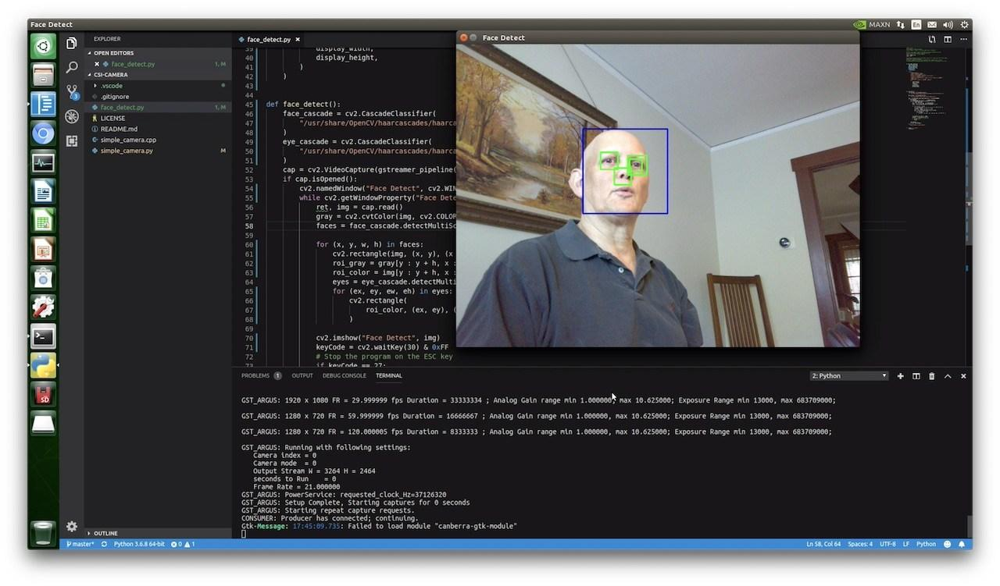 Face Detect
MAXN
En
EXPLORER
OPEN EDITORS
face_detect.py 1, M
CSI-CAMERA
.vscode
.gitignore
face_detect.py 1, M
LICENSE
README.md
simple_camera.cpp
simple_camera.py M
OUTLINE
face_detect.py
39 display_width,
40 display_height,
41 )
42 )
43
44
45 def face_detect():
46 face_cascade = cv2.CascadeClassifier(
47 "/usr/share/OpenCV/haarcascades/haarca
48 )
49 eye_cascade = cv2.CascadeClassifier(
50 "/usr/share/OpenCV/haarcascades/haarca
51 )
52 cap = cv2.VideoCapture(gstreamer_pipeline(
53 if cap.isOpened():
54 cv2.namedWindow("Face Detect", cv2.WIN
55 while cv2.getWindowProperty("Face Dete
56 ret, img = cap.read()
57 gray = cv2.cvtColor(img, cv2.COLOR
58 faces = face_cascade.detectMultiSc
59
60 for (x, y, w, h) in faces:
61 cv2.rectangle(img, (x, y), (x
62 roi_gray = gray[y : y + h, x :
63 roi_color = img[y : y + h, x :
64 eyes = eye_cascade.detectMulti
65 for (ex, ey, ew, eh) in eyes:
66 cv2.rectangle(
67 roi_color, (ex, ey), (
68 )
69
70 cv2.imshow("Face Detect", img)
71 keyCode = cv2.waitKey(30) & 0xFF
72 # Stop the program on the ESC key
73 if keyCode == 27:
Face Detect
PROBLEMS 1 OUTPUT DEBUG CONSOLE TERMINAL
2: Python
GST_ARGUS: 1920 x 1080 FR = 29.999999 fps Duration = 33333334 ; Analog Gain range min 1.000000, max 10.625000; Exposure Range min 13000, max 683709000;
GST_ARGUS: 1280 x 720 FR = 59.999999 fps Duration = 16666667 ; Analog Gain range min 1.000000, max 10.625000; Exposure Range min 13000, max 683709000;
GST_ARGUS: 1280 x 720 FR = 120.000005 fps Duration = 8333333 ; Analog Gain range min 1.000000, max 10.625000; Exposure Range min 13000, max 683709000;
GST_ARGUS: Running with following settings:
Camera index = 0
Camera mode = 0
Output Stream W = 3264 H = 2464
seconds to Run = 0
Frame Rate = 21.000000
GST_ARGUS: PowerService: requested_clock_Hz=37126320
GST_ARGUS: Setup Complete, Starting captures for 0 seconds
GST_ARGUS: Starting repeat capture requests.
CONSUMER: Producer has connected; continuing.
Gtk-Message: 17:45:09.735: Failed to load module "canberra-gtk-module"
master* Python 3.6.8 64-bit 0 1
Ln 58, Col 64 Spaces: 4 UTF-8 LF Python